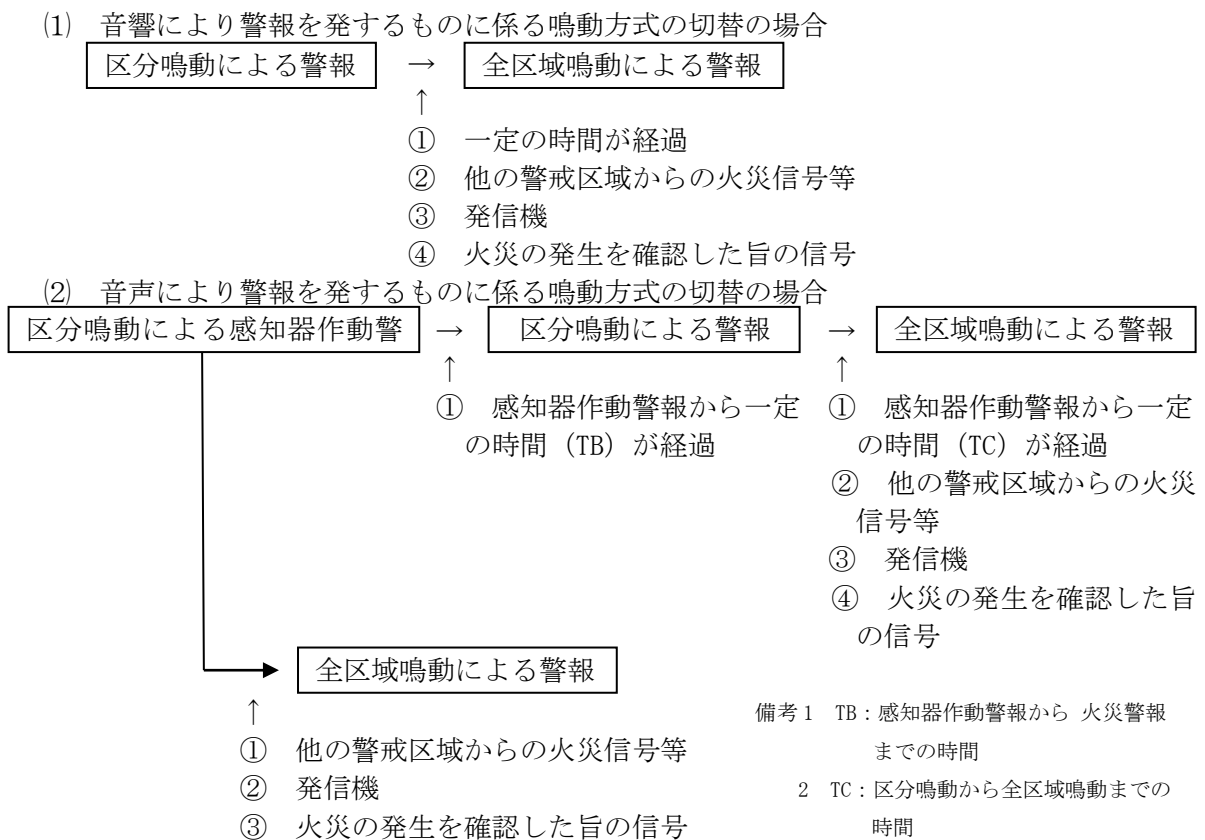 ⑴ 音響により警報を発するものに係る鳴動方式の切替の場合
区分鳴動による警報 → 全区域鳴動による警報
↑
① 一定の時間が経過
② 他の警戒区域からの火災信号等
③ 発信機
④ 火災の発生を確認した旨の信号
⑵ 音声により警報を発するものに係る鳴動方式の切替の場合
区分鳴動による感知器作動警 → 区分鳴動による警報 → 全区域鳴動による警報
↑
① 感知器作動警報から一定
の時間（TB）が経過
↑
① 感知器作動警報から一定
の時間（TC）が経過
② 他の警戒区域からの火災
信号等
③ 発信機
④ 火災の発生を確認した旨
の信号
全区域鳴動による警報
↑
① 他の警戒区域からの火災信号等
② 発信機
③ 火災の発生を確認した旨の信号
備考1 TB：感知器作動警報から 火災警報
までの時間
2 TC：区分鳴動から全区域鳴動までの
時間